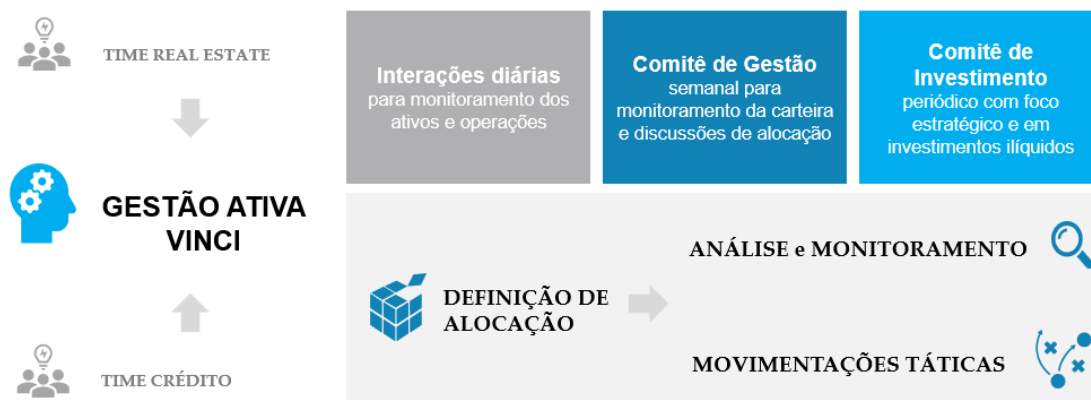 TIME REAL ESTATE
GESTÃO ATIVA
VINCI
TIME CRÉDITO
Interações diárias
para monitoramento dos
ativos e operações
Comitê de Gestão
semanal para
monitoramento da carteira
e discussões de alocação
Comitê de
Investimento
periódico com foco
estratégico e em
investimentos ilíquidos
DEFINIÇÃO DE
ALOCAÇÃO
ANÁLISE e MONITORAMENTO
MOVIMENTAÇÕES TÁTICAS